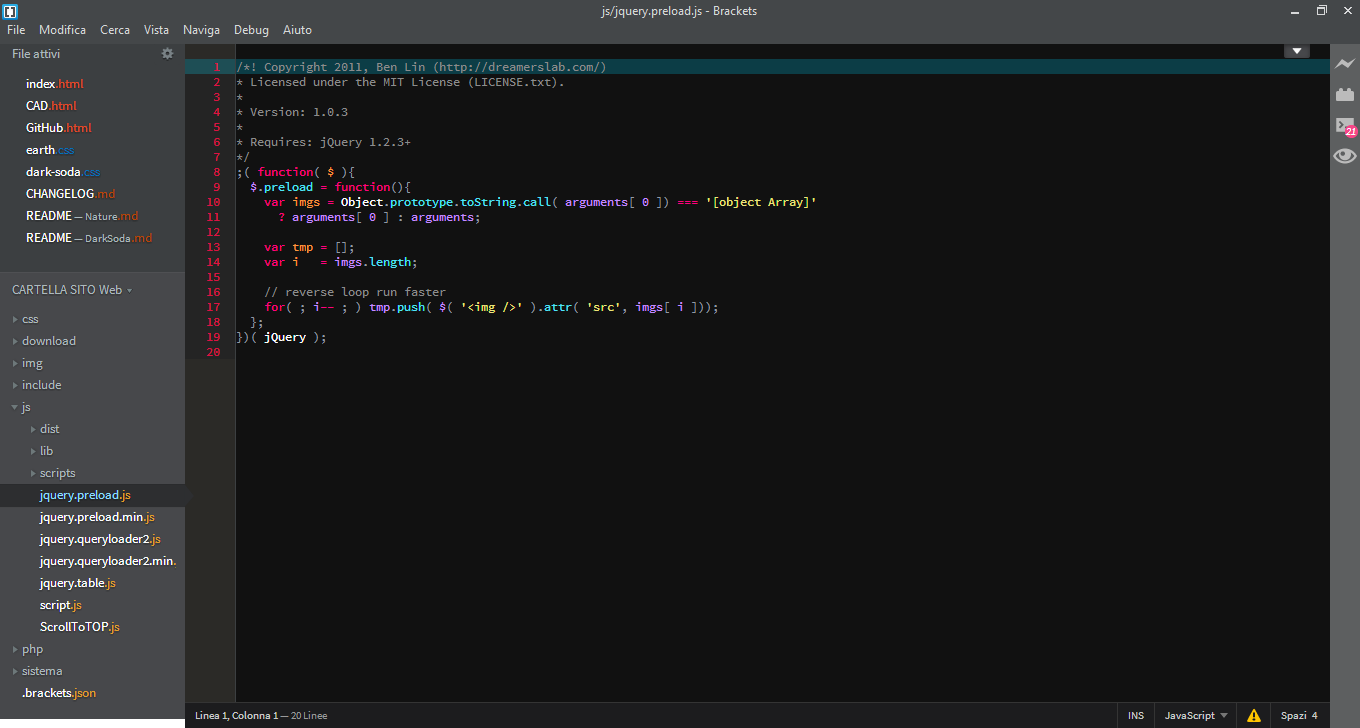 js/jquery.preload.js - Brackets
File Modifica Cerca Vista Naviga Debug Aiuto
File attivi
index.html
CAD.html
GitHub.html
earth.css
dark-soda.css
CHANGELOG.md
README — Nature.md
README — DarkSoda.md
CARTELLA SITO Web
css
download
img
include
js
dist
lib
scripts
jquery.preload.js
jquery.preload.min.js
jquery.queryloader2.js
jquery.queryloader2.min.
jquery.table.js
script.js
ScrollToTOP.js
php
sistema
.brackets.json
1 /*! Copyright 2011, Ben Lin (http://dreamerslab.com/)
2 * Licensed under the MIT License (LICENSE.txt).
3 *
4 * Version: 1.0.3
5 *
6 * Requires: jQuery 1.2.3+
7 */
8 ;( function( $ ){
9   $.preload = function(){
10     var imgs = Object.prototype.toString.call( arguments[ 0 ]) === '[object Array]'
11       ? arguments[ 0 ] : arguments;
12
13     var tmp = [];
14     var i   = imgs.length;
15
16     // reverse loop run faster
17     for( ; i-- ; ) tmp.push( $( '<img />' ).attr( 'src', imgs[ i ]));
18   };
19 })( jQuery );
20
21
Linea 1, Colonna 1 — 20 Linee
INS JavaScript Spazi 4